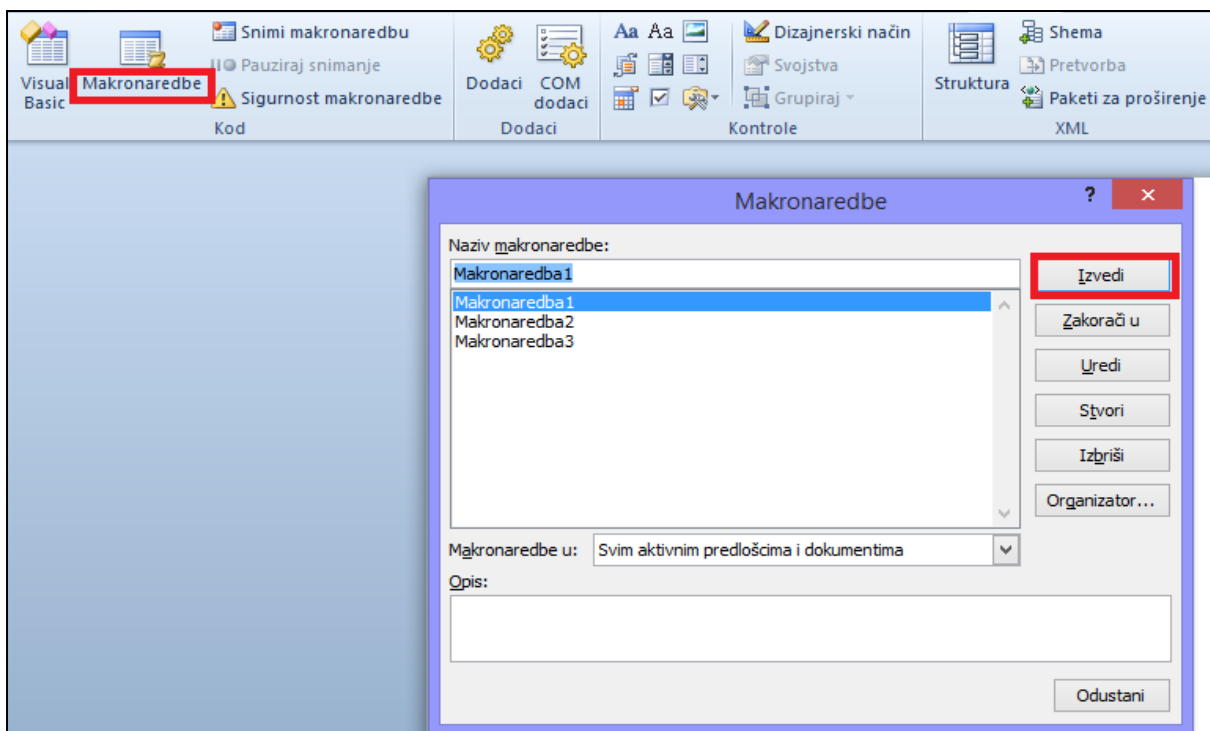 Visual Basic
Makronaredbe
Snimi makronaredbu
Pauziraj snimanje
Sigurnost makronaredbe
Kod
Dodaci
COM dodaci
Dodaci
Aa Aa
Dizajnerski način
Svojstva
Grupiraj
Kontrole
Struktura
Shema
Pretvorba
Paketi za proširenje
XML
Makronaredbe
?
Naziv makronaredbe:
Makronaredba1
Izvedi
Makronaredba1
Makronaredba2
Makronaredba3
Zakorači u
Uredi
Stvori
Izbriši
Organizator...
Makronaredbe u:
Svim aktivnim predlošcima i dokumentima
Opis:
Odustani